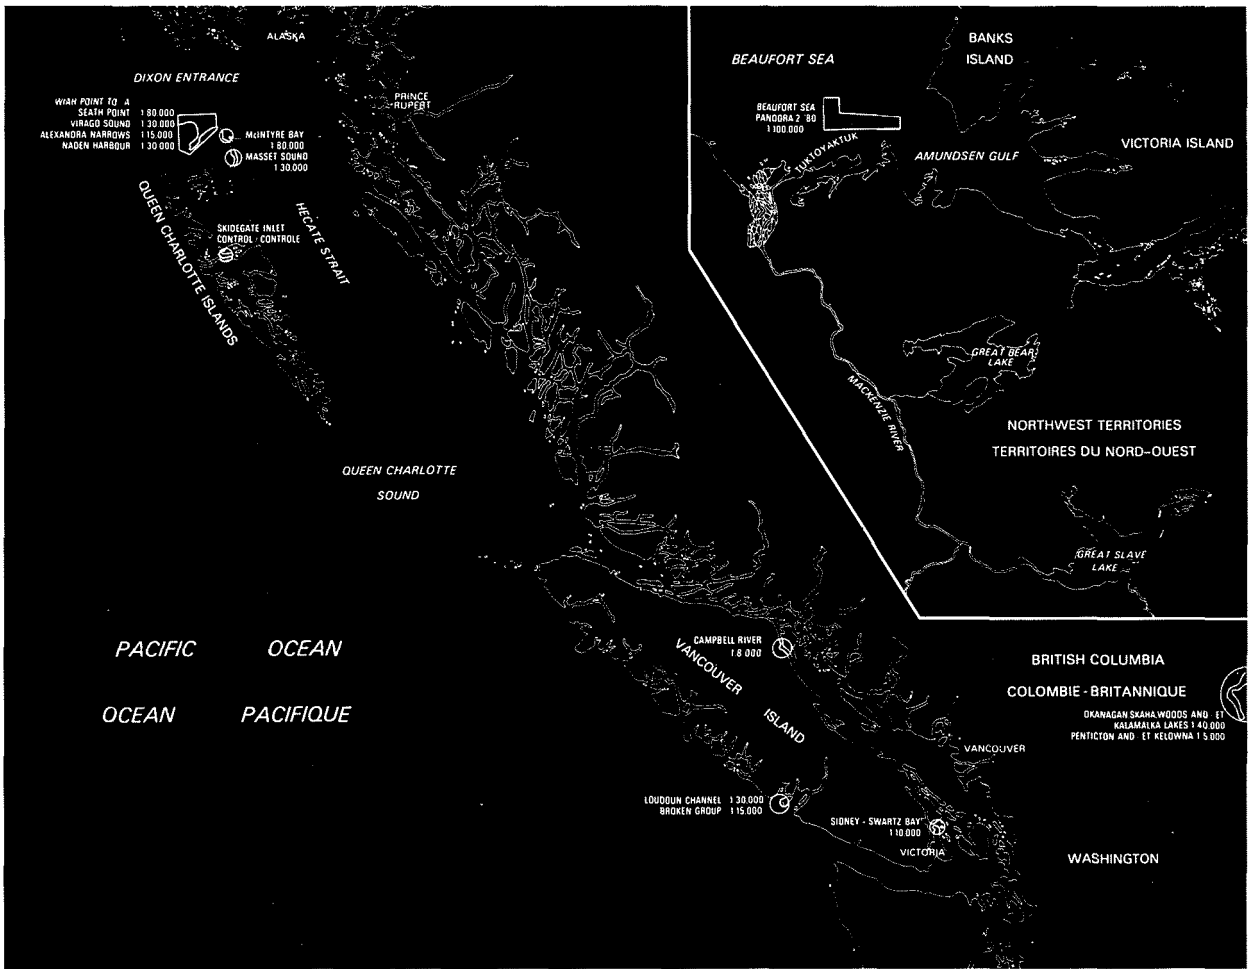 ALASKA
DIXON ENTRANCE
WIAH POINT TO A
SEATH POINT 1:80.000
VIRAGO SOUND 1:30.000
ALEXANDRA NARROWS 1:15.000
NADEN HARBOUR 1:30 000
McINTYRE BAY
1:80.000
MASSET SOUND
1:30.000
PRINCE
RUPERT
QUEEN CHARLOTTE ISLANDS
HECATE STRAIT
SKIDEGATE INLET
CONTROL / CONTROLE
QUEEN CHARLOTTE
SOUND
PACIFIC OCEAN
OCEAN PACIFIQUE
BEAUFORT SEA
BANKS
ISLAND
BEAUFORT SEA
PANDORA 2 '80
1:100.000
TUKTOYAKTUK
AMUNDSEN GULF
VICTORIA ISLAND
GREAT BEAR
LAKE
MACKENZIE RIVER
NORTHWEST TERRITORIES
TERRITOIRES DU NORD-OUEST
GREAT SLAVE
LAKE
CAMPBELL RIVER
1:8 000
VANCOUVER
ISLAND
BRITISH COLUMBIA
COLOMBIE-BRITANNIQUE
OKANAGAN SKAHA, WOODS AND - ET
KALAMALKA LAKES 1:40.000
PENTICTON AND - ET KELOWNA 1:5 000
VANCOUVER
LOUDOUN CHANNEL 1:30.000
BROKEN GROUP 1:15.000
SIDNEY - SWARTZ BAY
1:10.000
VICTORIA
WASHINGTON